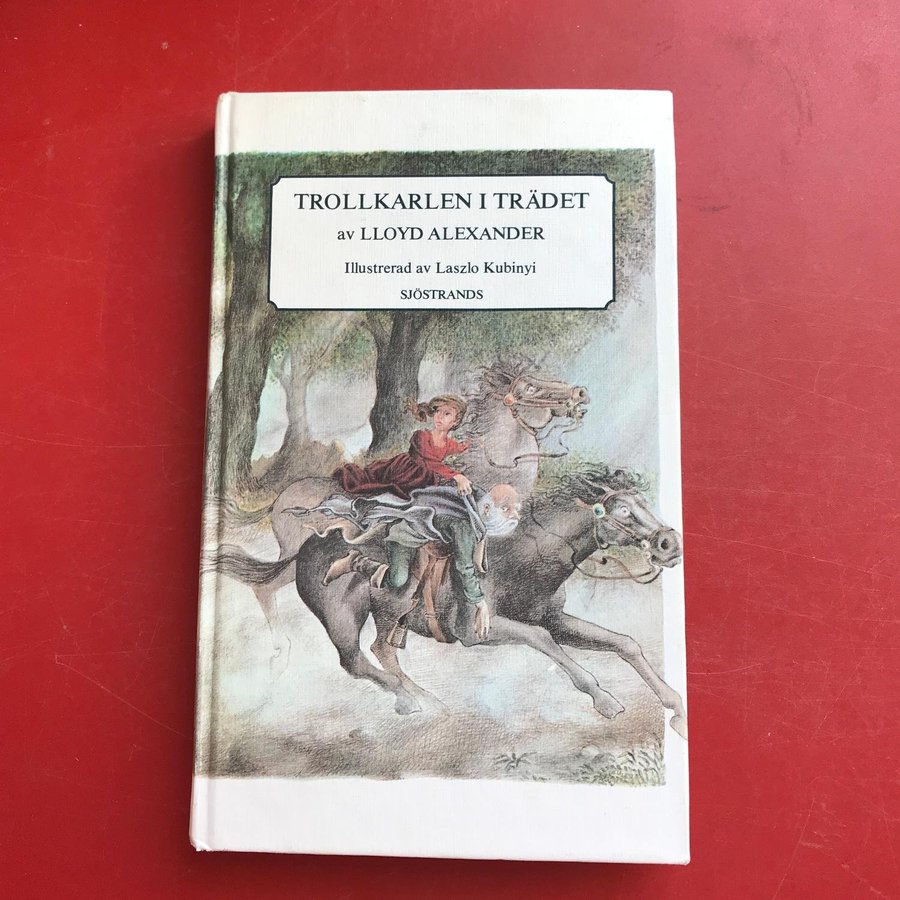 TROLLKARLEN I TRÄDET
av LLOYD ALEXANDER
Illustrerad av Laszlo Kubinyi
SJÖSTRANDS